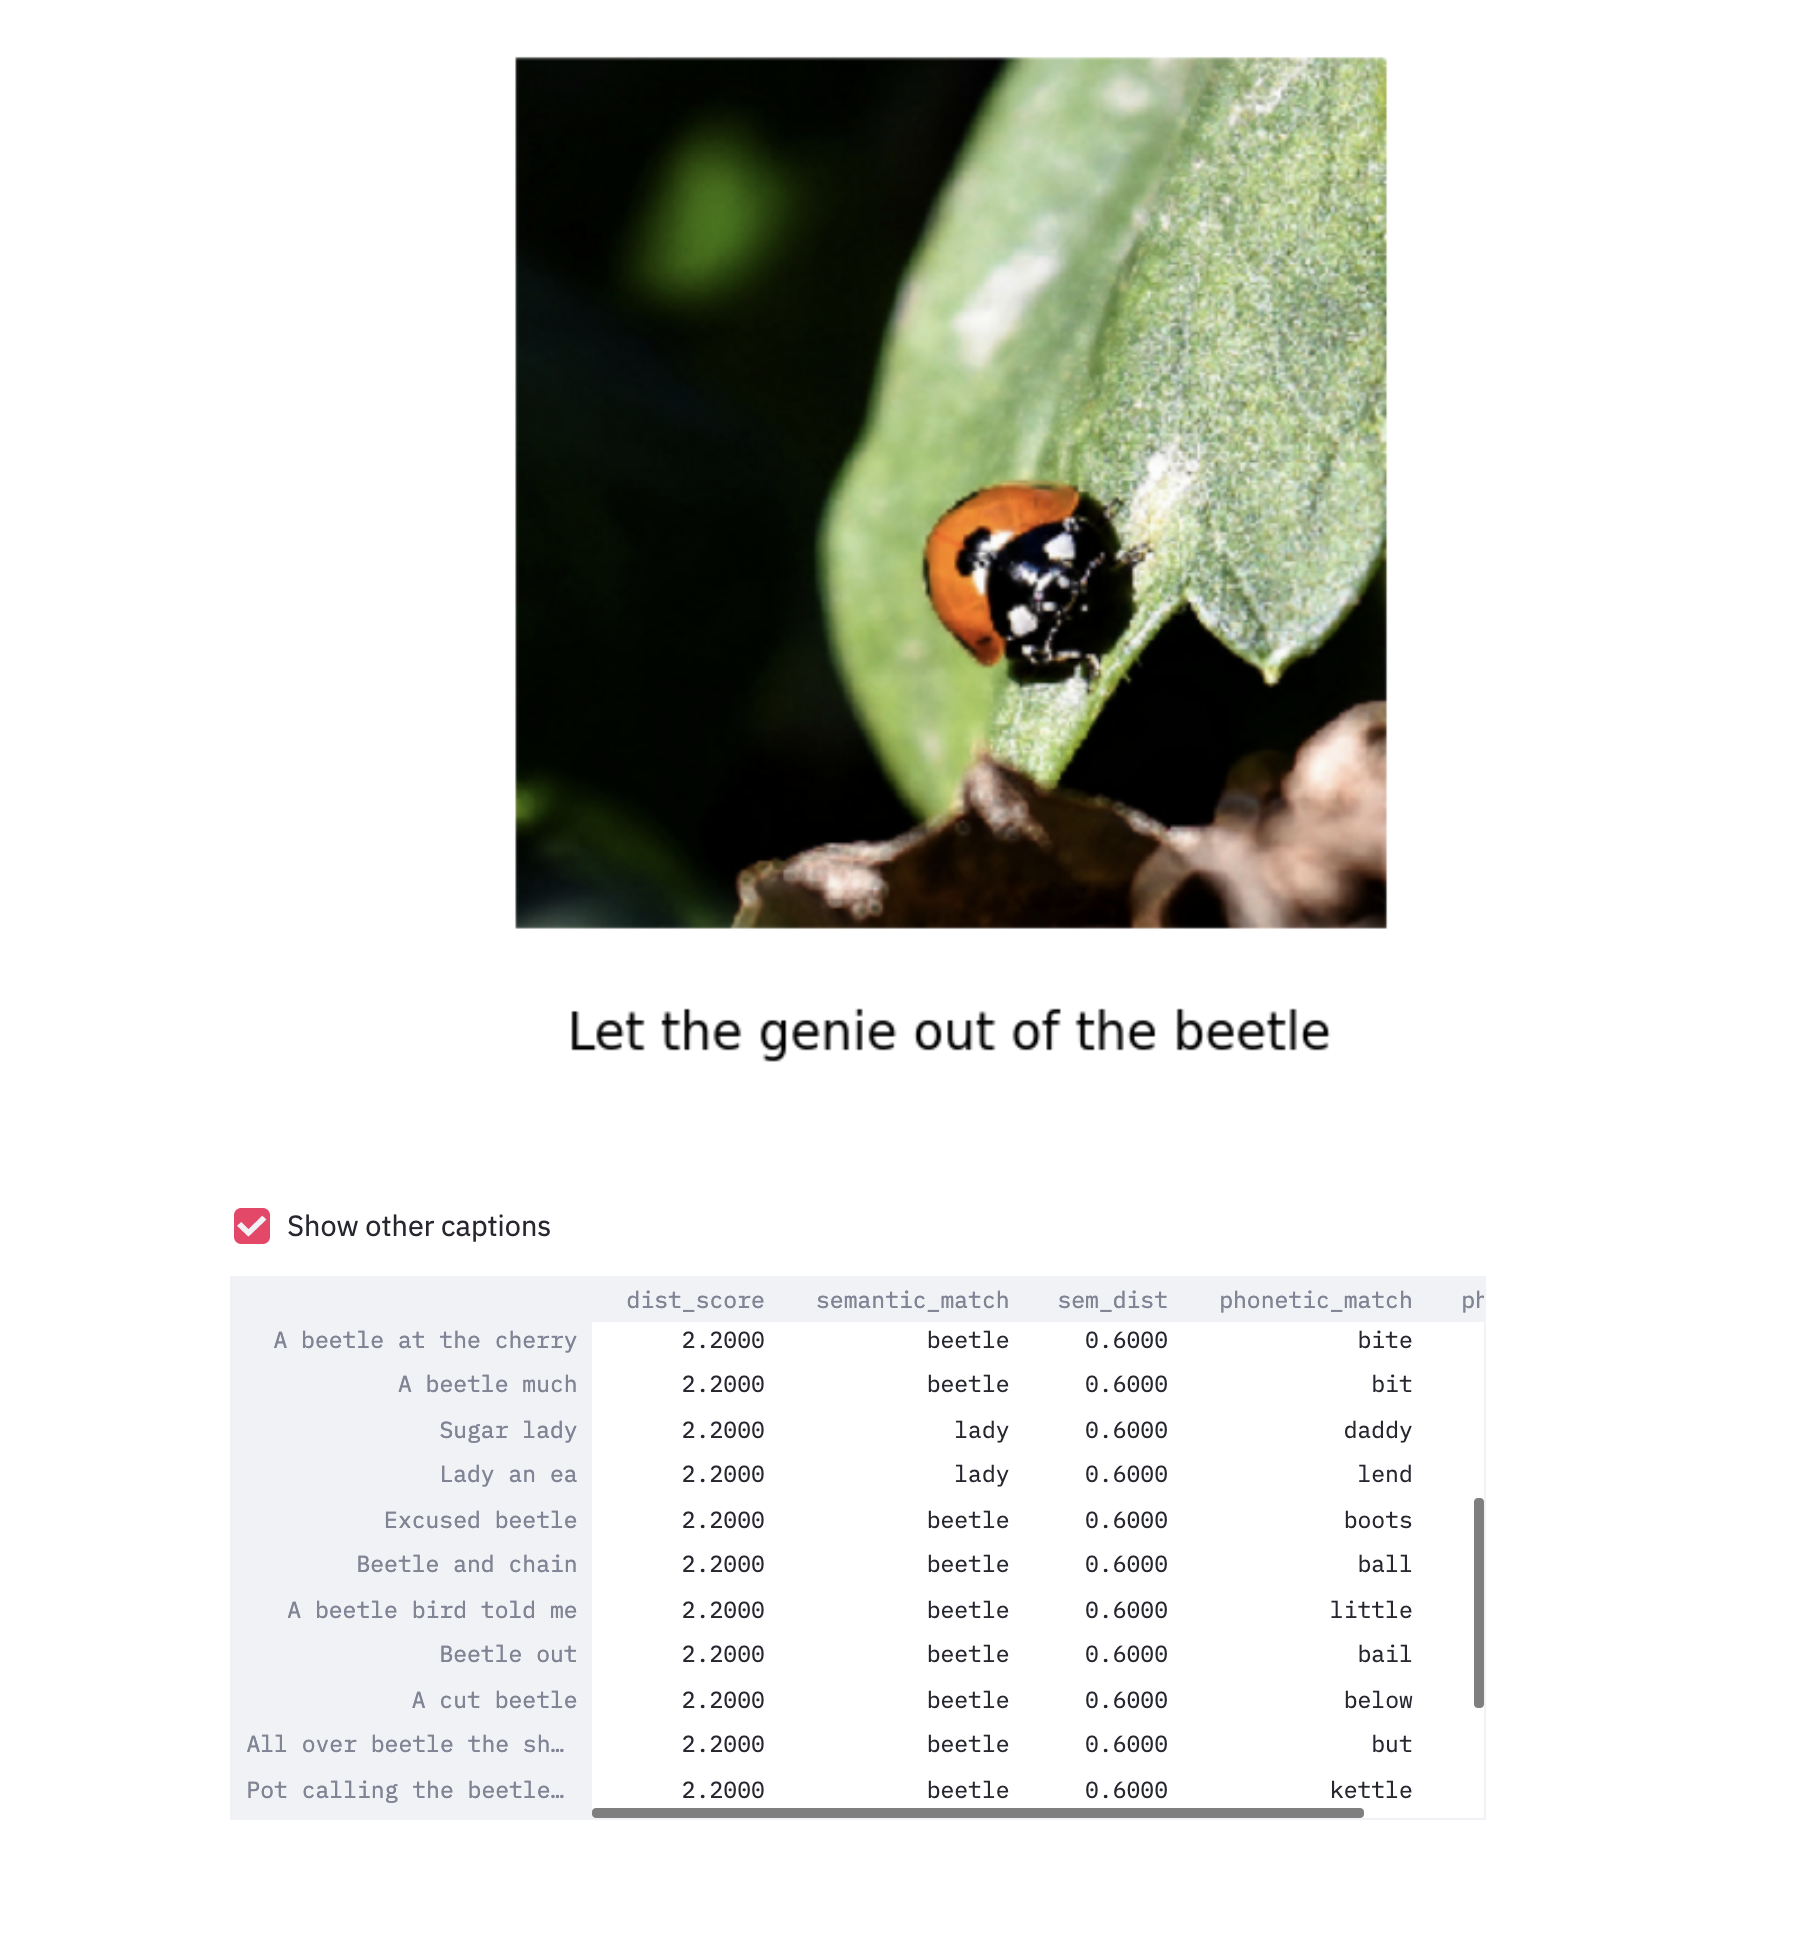 Let the genie out of the beetle
Show other captions
dist_score semantic_match sem_dist phonetic_match ph
A beetle at the cherry 2.2000 beetle 0.6000 bite
A beetle much 2.2000 beetle 0.6000 bit
Sugar lady 2.2000 lady 0.6000 daddy
Lady an ea 2.2000 lady 0.6000 lend
Excused beetle 2.2000 beetle 0.6000 boots
Beetle and chain 2.2000 beetle 0.6000 ball
A beetle bird told me 2.2000 beetle 0.6000 little
Beetle out 2.2000 beetle 0.6000 bail
A cut beetle 2.2000 beetle 0.6000 below
All over beetle the sh… 2.2000 beetle 0.6000 but
Pot calling the beetle… 2.2000 beetle 0.6000 kettle